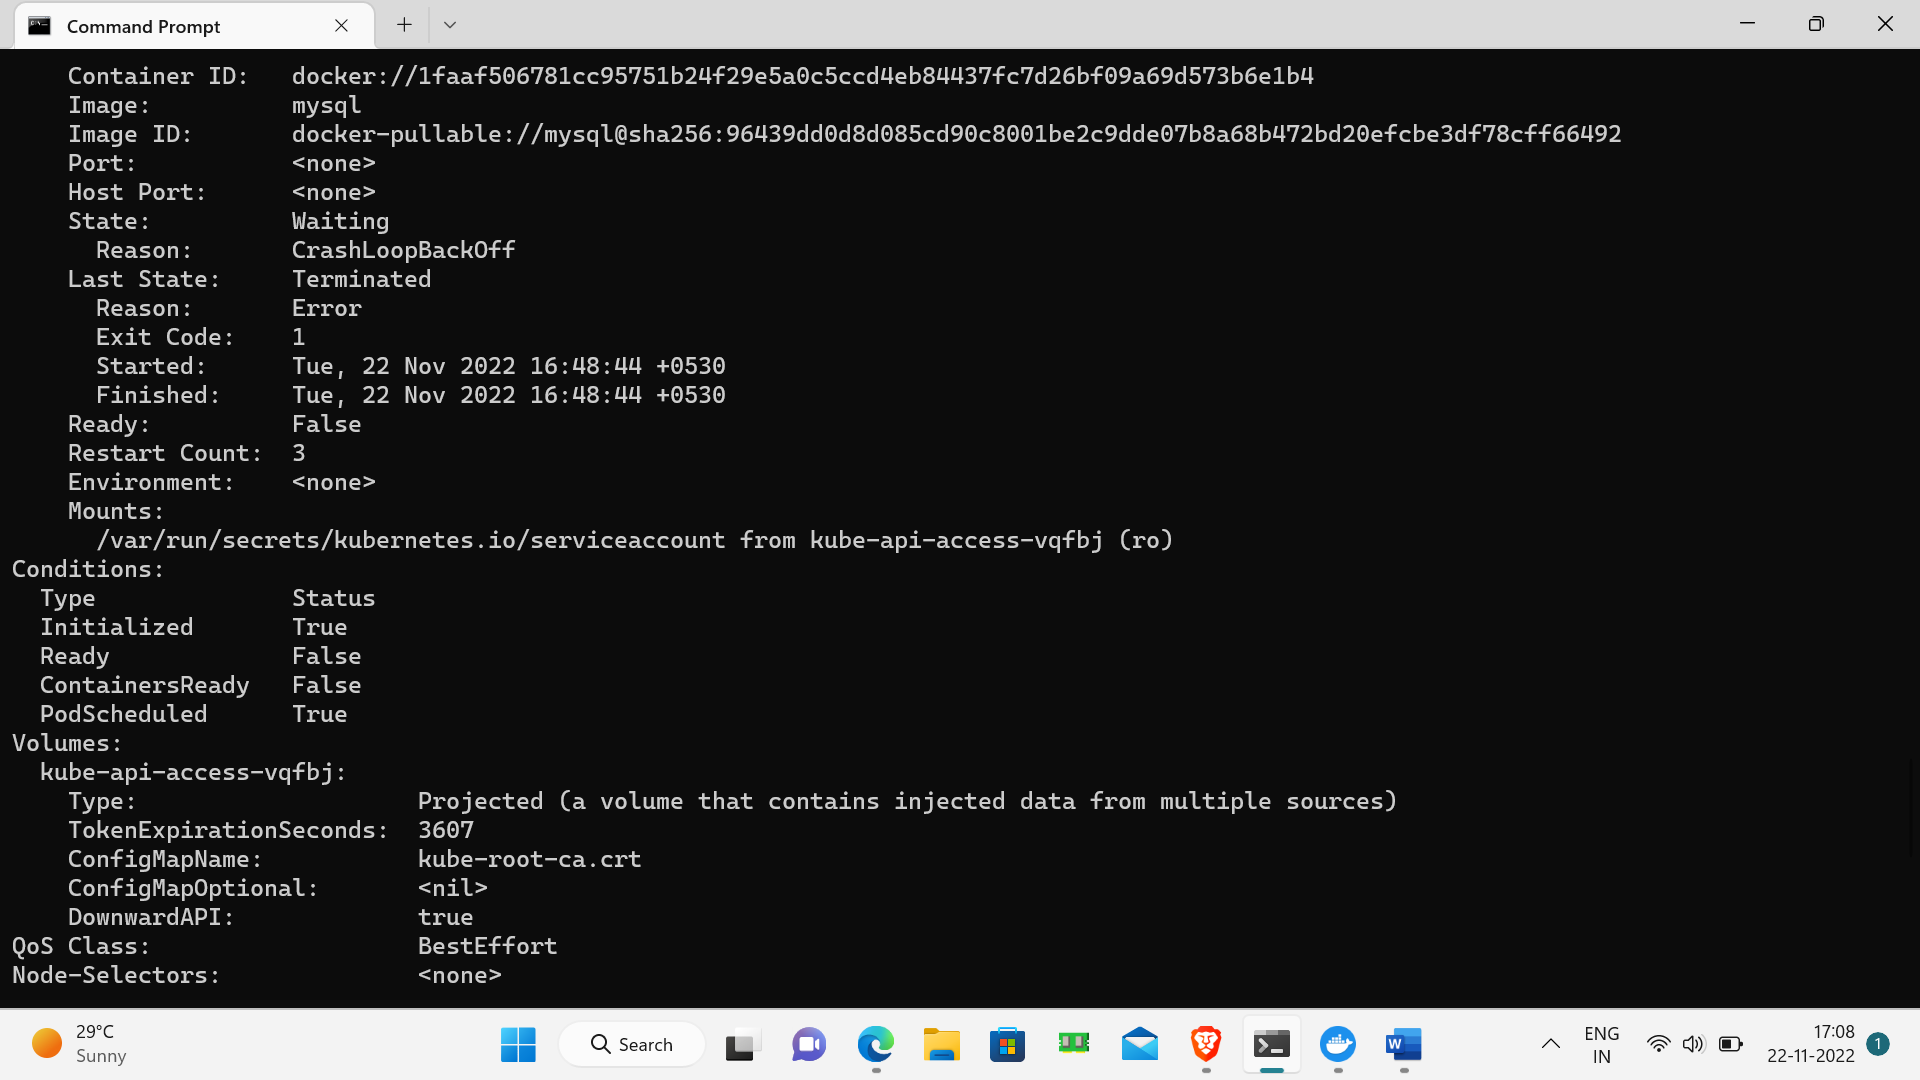 Command Prompt
Container ID: docker://1faaf506781cc95751b24f29e5a0c5ccd4eb84437fc7d26bf09a69d573b6e1b4
Image: mysql
Image ID: docker-pullable://mysql@sha256:96439dd0d8d085cd90c8001be2c9dde07b8a68b472bd20efcbe3df78cff66492
Port: <none>
Host Port: <none>
State: Waiting
Reason: CrashLoopBackOff
Last State: Terminated
Reason: Error
Exit Code: 1
Started: Tue, 22 Nov 2022 16:48:44 +0530
Finished: Tue, 22 Nov 2022 16:48:44 +0530
Ready: False
Restart Count: 3
Environment: <none>
Mounts:
/var/run/secrets/kubernetes.io/serviceaccount from kube-api-access-vqfbj (ro)
Conditions:
Type Status
Initialized True
Ready False
ContainersReady False
PodScheduled True
Volumes:
kube-api-access-vqfbj:
Type: Projected (a volume that contains injected data from multiple sources)
TokenExpirationSeconds: 3607
ConfigMapName: kube-root-ca.crt
ConfigMapOptional: <nil>
DownwardAPI: true
QoS Class: BestEffort
Node-Selectors: <none>
29°C
Sunny
Search
W
ENG
IN
17:08
22-11-2022
1